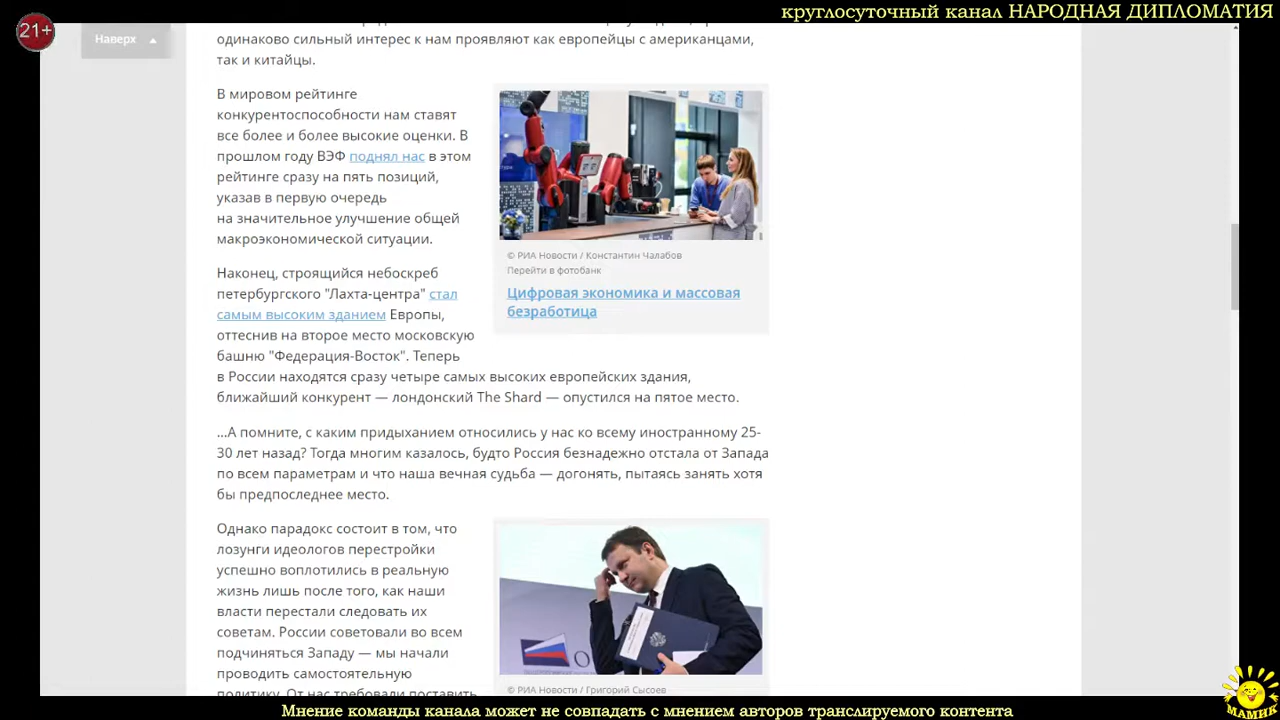 круглосуточный канал НАРОДНАЯ ДИПЛОМАТИЯ
21+
Наверх
одинаково сильный интерес к нам проявляют как европейцы с американцами,
так и китайцы.
В мировом рейтинге
конкурентоспособности нам ставят
все более и более высокие оценки. В
прошлом году ВЭФ поднял нас в этом
рейтинге сразу на пять позиций,
указав в первую очередь
на значительное улучшение общей
макроэкономической ситуации.
© РИА Новости / Константин Чалабов
Перейти в фотобанк
Цифровая экономика и массовая
безработица
Наконец, строящийся небоскреб
петербургского "Лахта-центра" стал
самым высоким зданием Европы,
оттеснив на второе место московскую
башню "Федерация-Восток". Теперь
в России находятся сразу четыре самых высоких европейских здания,
ближайший конкурент — лондонский The Shard — опустился на пятое место.
...А помните, с каким придыханием относились у нас ко всему иностранному 25-
30 лет назад? Тогда многим казалось, будто Россия безнадежно отстала от Запада
по всем параметрам и что наша вечная судьба — догонять, пытаясь занять хотя
бы предпоследнее место.
Однако парадокс состоит в том, что
лозунги идеологов перестройки
успешно воплотились в реальную
жизнь лишь после того, как наши
власти перестали следовать их
советам. России советовали во всем
подчиняться Западу — мы начали
проводить самостоятельную
политику. От нас требовали поставить
© РИА Новости / Григорий Сысоев
МАМИК
Мнение команды канала может не совпадать с мнением авторов транслируемого контента